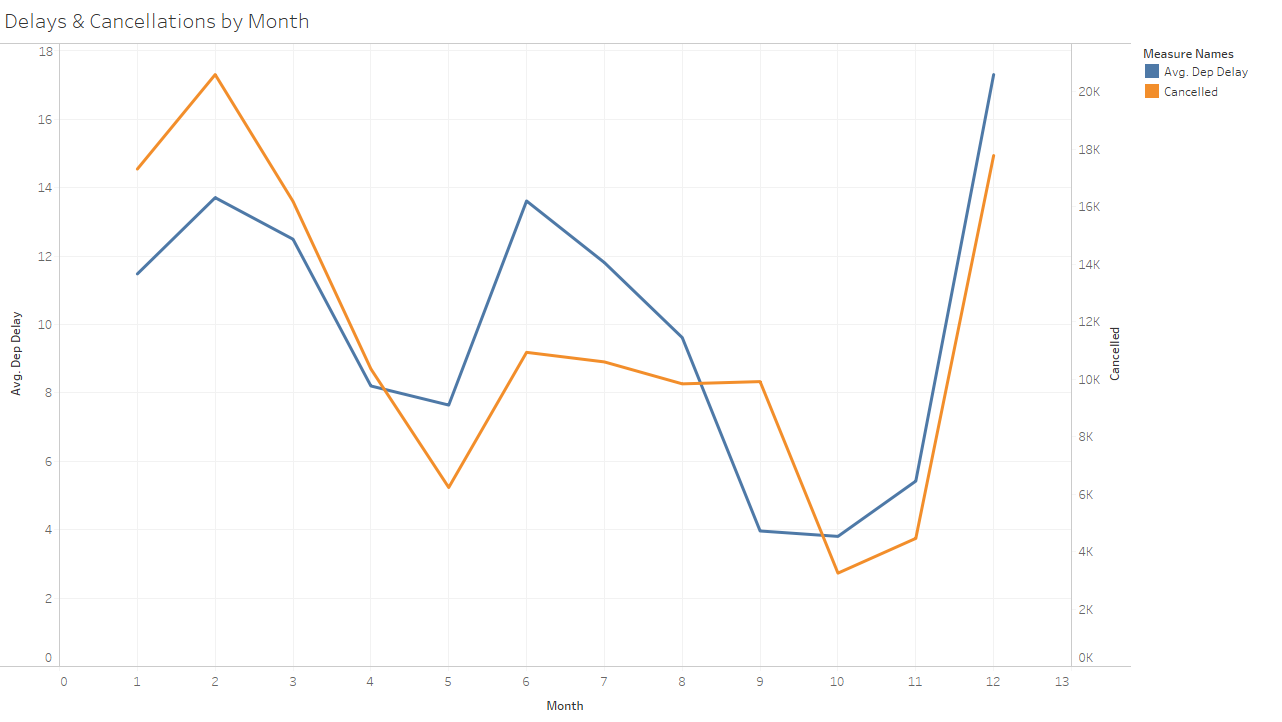 Delays & Cancellations by Month
Measure Names
Avg. Dep Delay
Cancelled
18
16
14
12
10
8
6
4
2
0
Avg. Dep Delay
20K
18K
16K
14K
12K
10K
8K
6K
4K
2K
0K
Cancelled
0 1 2 3 4 5 6 7 8 9 10 11 12 13
Month